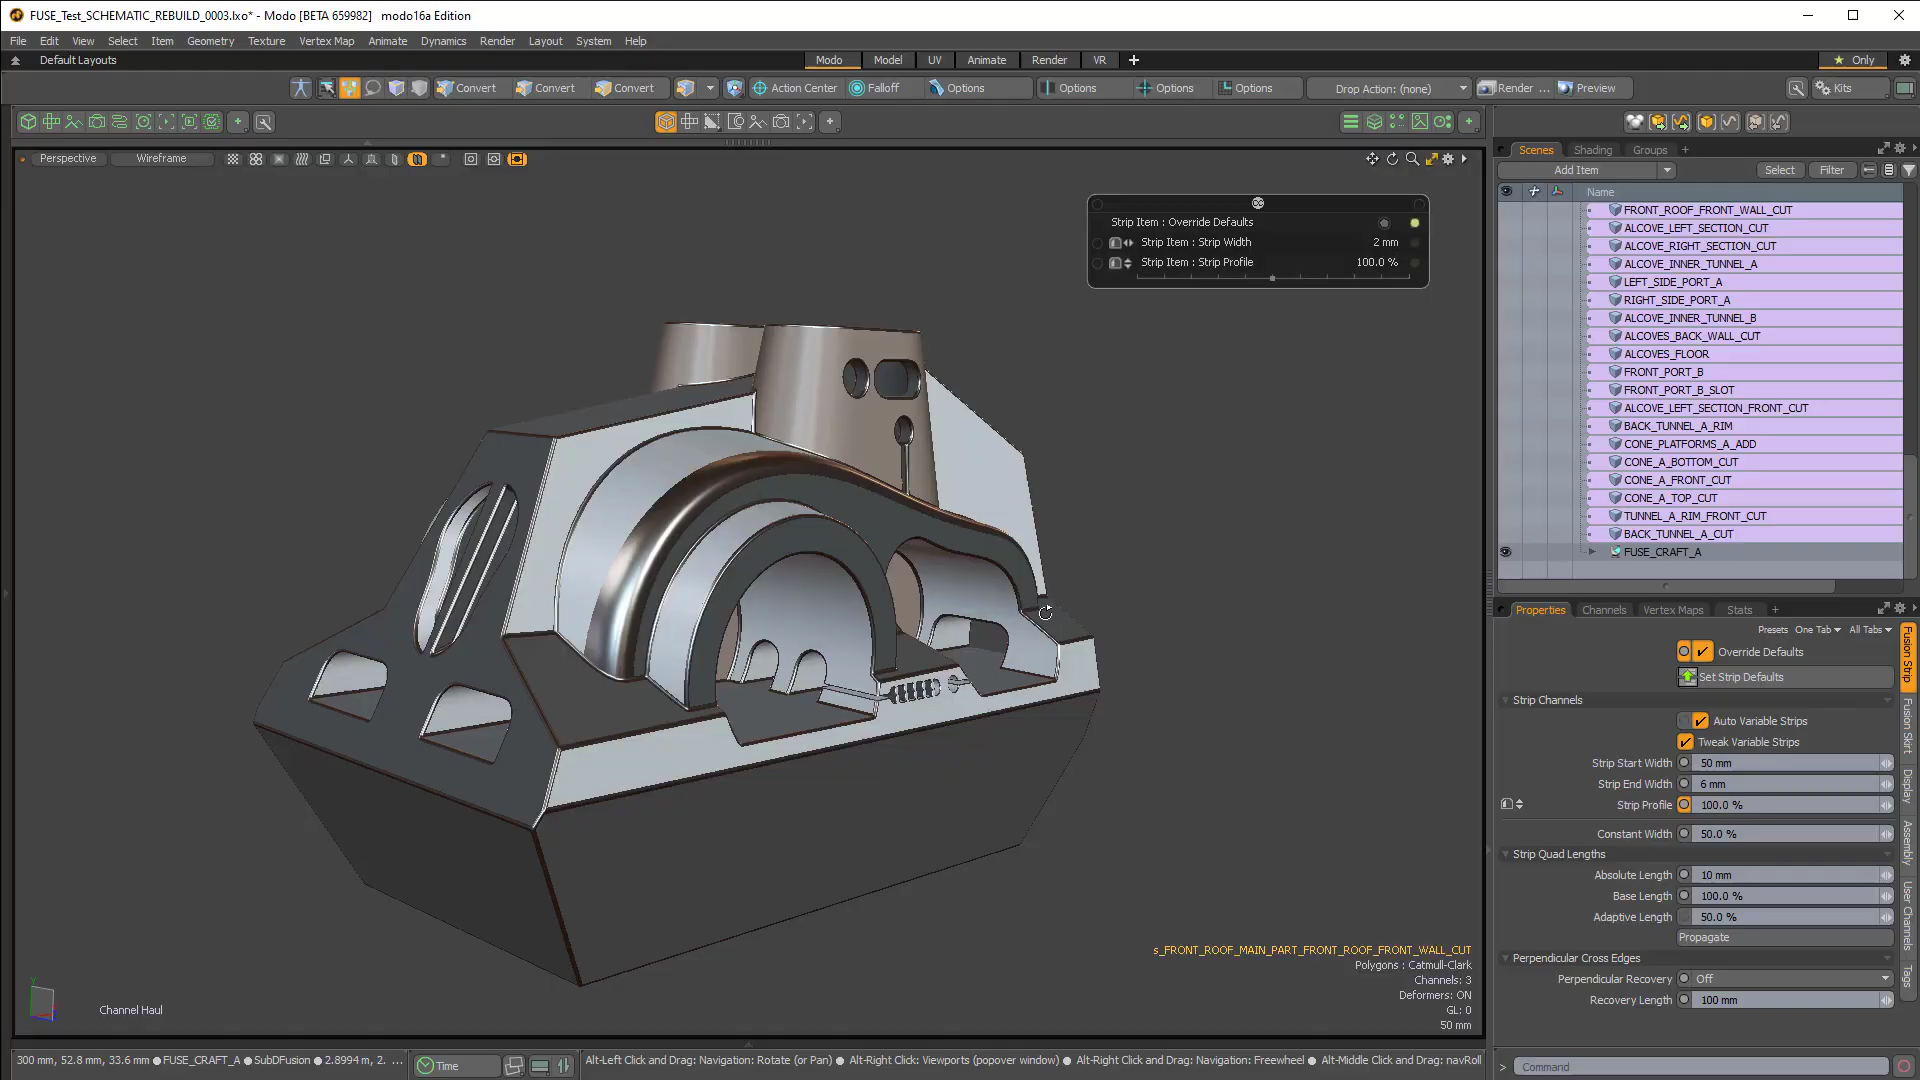 FUSE_Test_SCHEMATIC_REBUILD_0003.lxo* - Modo [BETA 659982] modo16a Edition
File Edit View Select Item Geometry Texture Vertex Map Animate Dynamics Render Layout System Help
Default Layouts Modo Model UV Animate Render VR Only
Convert Convert Convert Action Center Falloff Options Options Options Options Drop Action: (none) Render ... Preview Kits
Perspective Wireframe
Scenes Shading Groups
Add Item Select Filter
Name
FRONT_ROOF_FRONT_WALL_CUT
ALCOVE_LEFT_SECTION_CUT
ALCOVE_RIGHT_SECTION_CUT
ALCOVE_INNER_TUNNEL_A
LEFT_SIDE_PORT_A
RIGHT_SIDE_PORT_A
ALCOVE_INNER_TUNNEL_B
ALCOVES_BACK_WALL_CUT
ALCOVES_FLOOR
FRONT_PORT_B
FRONT_PORT_B_SLOT
ALCOVE_LEFT_SECTION_FRONT_CUT
BACK_TUNNEL_A_RIM
CONE_PLATFORMS_A_ADD
CONE_A_BOTTOM_CUT
CONE_A_FRONT_CUT
CONE_A_TOP_CUT
TUNNEL_A_RIM_FRONT_CUT
BACK_TUNNEL_A_CUT
FUSE_CRAFT_A
Strip Item : Override Defaults
Strip Item : Strip Width 2 mm
Strip Item : Strip Profile 100.0 %
Properties Channels Vertex Maps Stats
Presets One Tab All Tabs
Override Defaults
Set Strip Defaults
Strip Channels
Auto Variable Strips
Tweak Variable Strips
Strip Start Width 50 mm
Strip End Width 6 mm
Strip Profile 100.0 %
Constant Width 50.0 %
Strip Quad Lengths
Absolute Length 10 mm
Base Length 100.0 %
Adaptive Length 50.0 %
Propagate
Perpendicular Cross Edges
Perpendicular Recovery Off
Recovery Length 100 mm
Fusion Strip
Fusion Skirt
Display
Assembly
User Channels
Tags
s_FRONT_ROOF_MAIN_PART_FRONT_ROOF_FRONT_WALL_CUT
Polygons : Catmull-Clark
Channels: 3
Deformers: ON
GL: 0
50 mm
Channel Haul
300 mm, 52.8 mm, 33.6 mm FUSE_CRAFT_A SubDFusion 2.8994 m, 2. ...
Time
Alt-Left Click and Drag: Navigation: Rotate (or Pan) Alt-Right Click: Viewports (popover window) Alt-Right Click and Drag: Navigation: Freewheel Alt-Middle Click and Drag: navRoll
Command